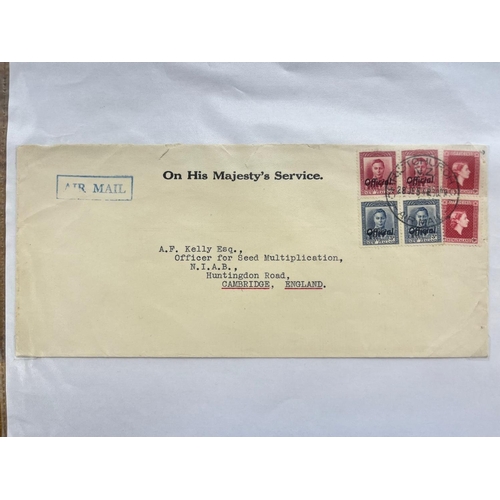 AIR MAIL
On His Majesty's Service.
Official Official
Official Official
A.F. Kelly Esq.,
Officer for Seed Multiplication,
N.I.A.B.,
Huntingdon Road,
CAMBRIDGE, ENGLAND.